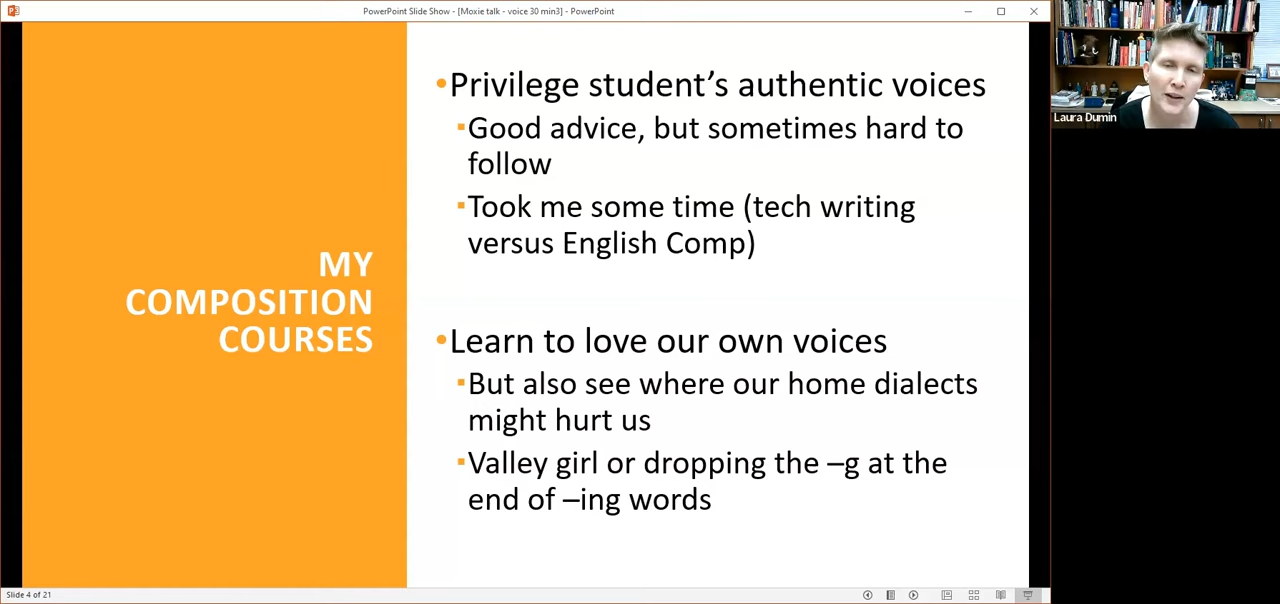 PowerPoint Slide Show - [Moxie talk - voice 30 min3] - PowerPoint
MY
COMPOSITION
COURSES
•Privilege student’s authentic voices
▪Good advice, but sometimes hard to
follow
▪Took me some time (tech writing
versus English Comp)
•Learn to love our own voices
▪But also see where our home dialects
might hurt us
▪Valley girl or dropping the –g at the
end of –ing words
Laura Dumin
Slide 4 of 21